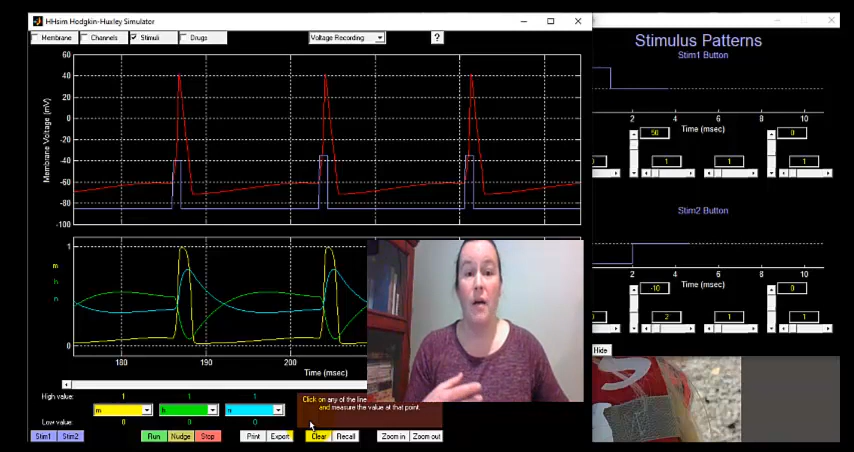 HHsim Hodgkin-Huxley Simulator
Membrane Channels Stimuli Drugs Voltage Recording ?
60
40
20
0
-20
-40
-60
-80
-100
Membrane Voltage (mV)
1
m
h
n
0
180 190 200
Time (msec)
High value: 1 1 1
m h n
Low value: 0 0 0
Click on any of the line
and measure the value at that point.
Stim1 Stim2 Run Nudge Stop Print Export Clear Recall Zoom in Zoom out
Stimulus Patterns
Stim1 Button
2 4 6 8 10
Time (msec)
50 0
1 1 1
Stim2 Button
2 4 6 8 10
Time (msec)
-10 0
2 1 1
Hide